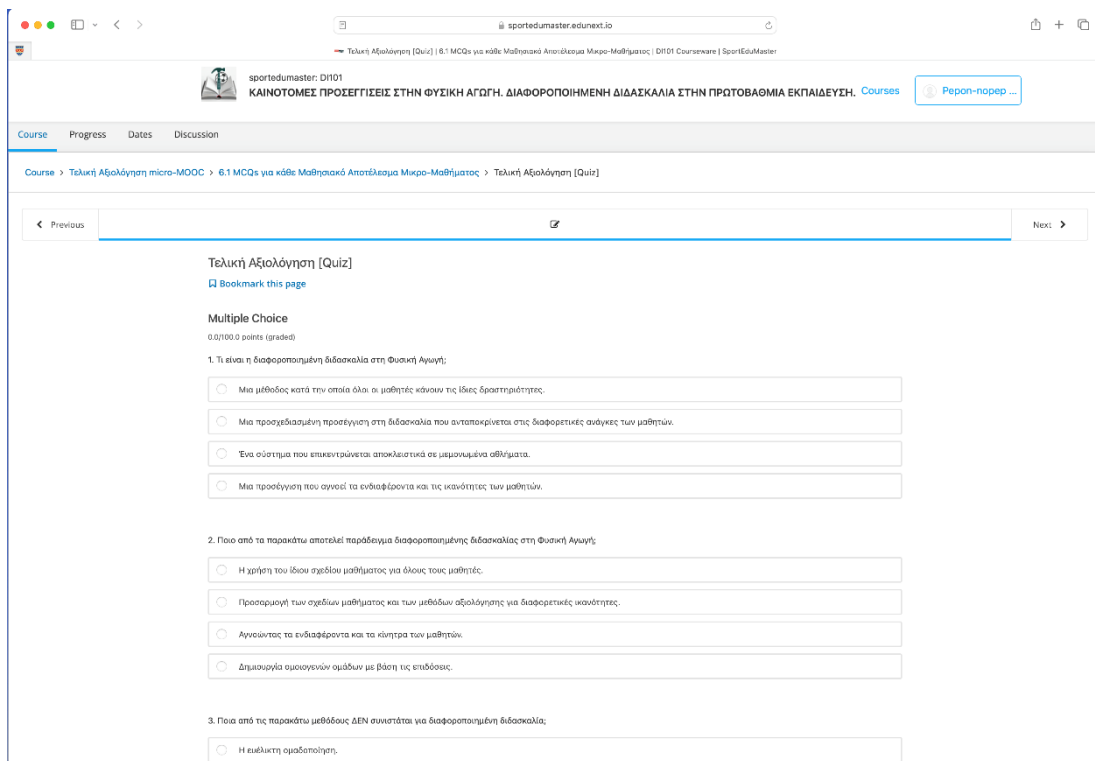 sportedumaster.edunext.io
Τελική Αξιολόγηση [Quiz] | 6.1 MCQs για κάθε Μαθησιακό Αποτέλεσμα Μικρο-Μαθήματος | DI101 Courseware | SportEduMaster
sportedumaster: DI101
ΚΑΙΝΟΤΟΜΕΣ ΠΡΟΣΕΓΓΙΣΕΙΣ ΣΤΗΝ ΦΥΣΙΚΗ ΑΓΩΓΗ. ΔΙΑΦΟΡΟΠΟΙΗΜΕΝΗ ΔΙΔΑΣΚΑΛΙΑ ΣΤΗΝ ΠΡΩΤΟΒΑΘΜΙΑ ΕΚΠΑΙΔΕΥΣΗ. Courses Pepon-popep ...
Course Progress Dates Discussion
Course > Τελική Αξιολόγηση micro-MOOC > 6.1 MCQs για κάθε Μαθησιακό Αποτέλεσμα Μικρο-Μαθήματος > Τελική Αξιολόγηση [Quiz]
Previous Next
Τελική Αξιολόγηση [Quiz]
Bookmark this page
Multiple Choice
0.0/100.0 points (graded)
1. Τι είναι η διαφοροποιημένη διδασκαλία στη Φυσική Αγωγή;
Μια μέθοδος κατά την οποία όλοι οι μαθητές κάνουν τις ίδιες δραστηριότητες.
Μια προσχεδιασμένη προσέγγιση στη διδασκαλία που ανταποκρίνεται στις διαφορετικές ανάγκες των μαθητών.
Ένα σύστημα που επικεντρώνεται αποκλειστικά σε μεμονωμένα αθλήματα.
Μια προσέγγιση που αγνοεί τα ενδιαφέροντα και τις ικανότητες των μαθητών.
2. Ποιο από τα παρακάτω αποτελεί παράδειγμα διαφοροποιημένης διδασκαλίας στη Φυσική Αγωγή;
Η χρήση του ίδιου σχεδίου μαθήματος για όλους τους μαθητές.
Προσαρμογή των σχεδίων μαθήματος και των μεθόδων αξιολόγησης για διαφορετικές ικανότητες.
Αγνοώντας τα ενδιαφέροντα και τα κίνητρα των μαθητών.
Δημιουργία ομοιογενών ομάδων με βάση τις επιδόσεις.
3. Ποια από τις παρακάτω μεθόδους ΔΕΝ συνιστάται για διαφοροποιημένη διδασκαλία;
Η ευέλικτη ομαδοποίηση.